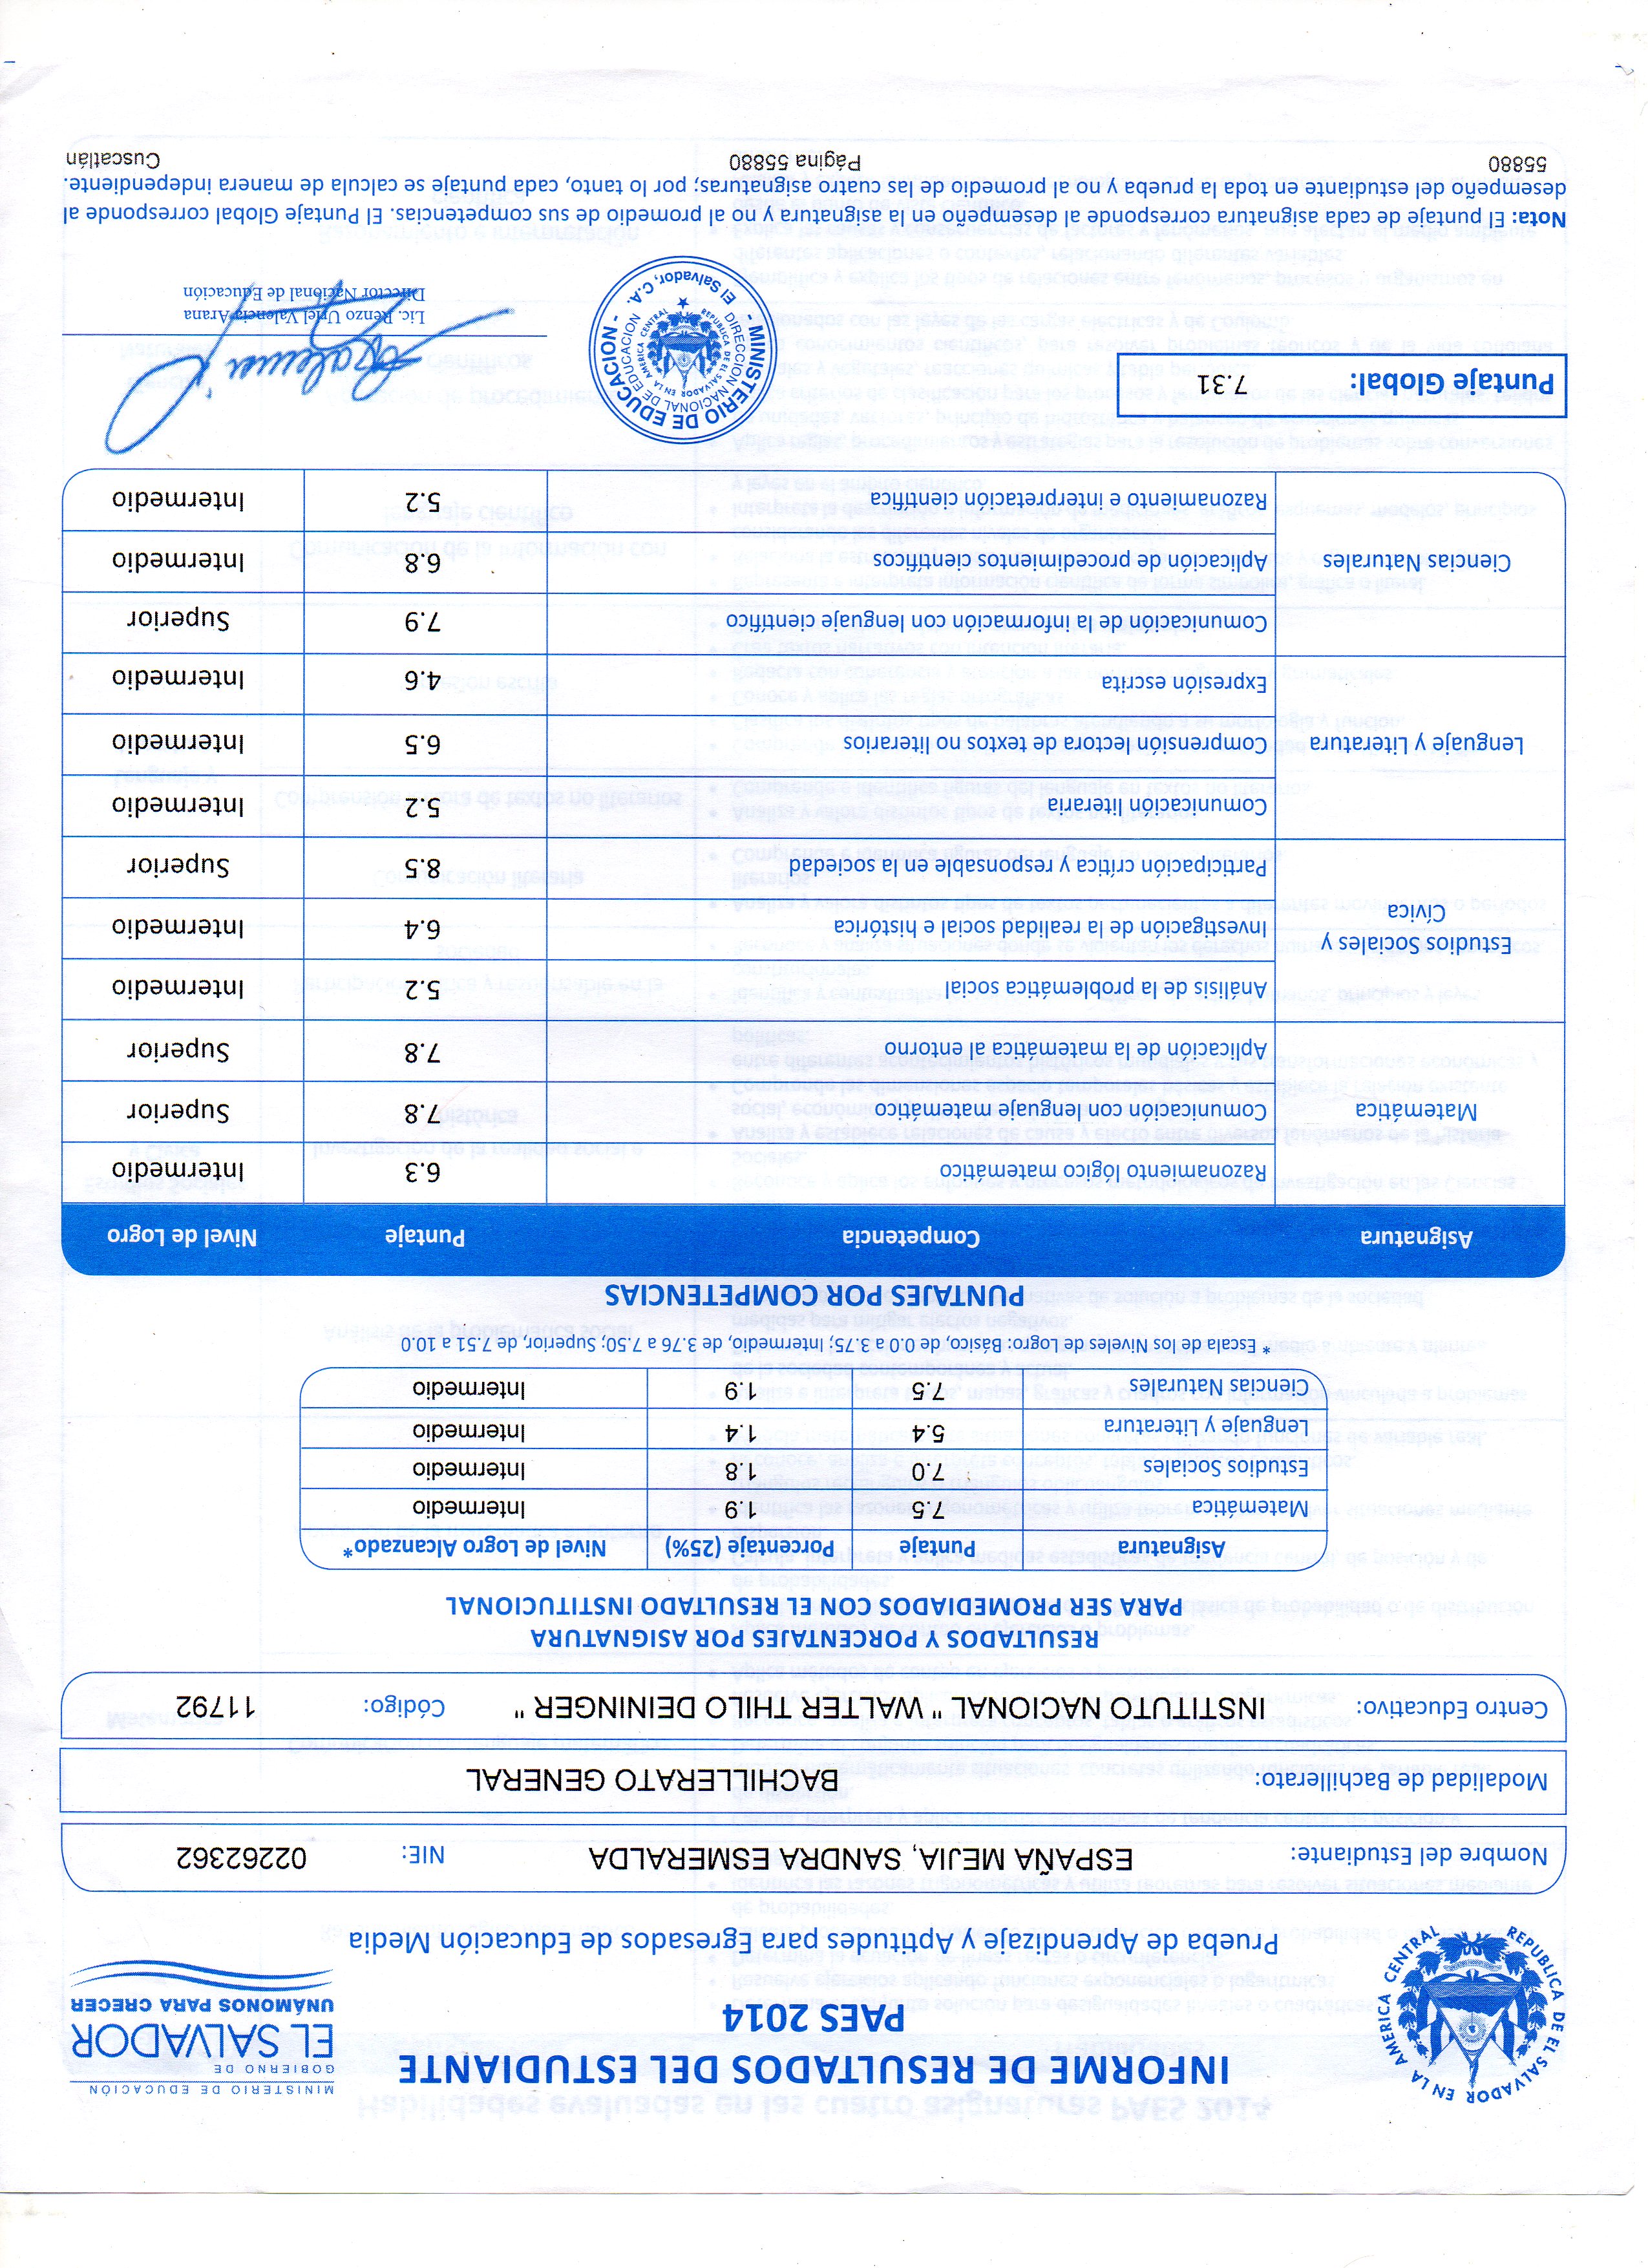 REPUBLICA DE EL SALVADOR EN LA AMERICA CENTRAL
INFORME DE RESULTADOS DEL ESTUDIANTE
PAES 2014
Prueba de Aprendizaje y Aptitudes para Egresados de Educación Media
MINISTERIO DE EDUCACIÓN
GOBIERNO DE
EL SALVADOR
UNÁMONOS PARA CRECER
Nombre del Estudiante: ESPAÑA MEJIA, SANDRA ESMERALDA NIE: 02262362
Modalidad de Bachillerato: BACHILLERATO GENERAL
Centro Educativo: INSTITUTO NACIONAL " WALTER THILO DEININGER " Código: 11792
RESULTADOS Y PORCENTAJES POR ASIGNATURA
PARA SER PROMEDIADOS CON EL RESULTADO INSTITUCIONAL
Asignatura Puntaje Porcentaje (25%) Nivel de Logro Alcanzado*
Matemática 7.5 1.9 Intermedio
Estudios Sociales 7.0 1.8 Intermedio
Lenguaje y Literatura 5.4 1.4 Intermedio
Ciencias Naturales 7.5 1.9 Intermedio
* Escala de los Niveles de Logro: Básico, de 0.0 a 3.75; Intermedio, de 3.76 a 7.50; Superior, de 7.51 a 10.0
PUNTAJES POR COMPETENCIAS
Asignatura Competencia Puntaje Nivel de Logro
Razonamiento lógico matemático 6.3 Intermedio
Matemática Comunicación con lenguaje matemático 7.8 Superior
Aplicación de la matemática al entorno 7.8 Superior
Análisis de la problemática social 5.2 Intermedio
Estudios Sociales y
Cívica
Investigación de la realidad social e histórica 6.4 Intermedio
Participación crítica y responsable en la sociedad 8.5 Superior
Comunicación literaria 5.2 Intermedio
Lenguaje y Literatura Comprensión lectora de textos no literarios 6.5 Intermedio
Expresión escrita 4.6 Intermedio
Comunicación de la información con lenguaje científico 7.9 Superior
Ciencias Naturales Aplicación de procedimientos científicos 6.8 Intermedio
Razonamiento e interpretación científica 5.2 Intermedio
Puntaje Global: 7.31
- MINISTERIO DE EDUCACION -
DIRECCION NACIONAL DE EDUCACION
REPUBLICA DE EL SALVADOR EN LA AMERICA CENTRAL
El Salvador, C.A.
Lic. Renzo Uriel Valencia Arana
Director Nacional de Educación
Nota: El puntaje de cada asignatura corresponde al desempeño en la asignatura y no al promedio de sus competencias. El Puntaje Global corresponde al
desempeño del estudiante en toda la prueba y no al promedio de las cuatro asignaturas; por lo tanto, cada puntaje se calcula de manera independiente.
55880 Página 55880 Cuscatlán